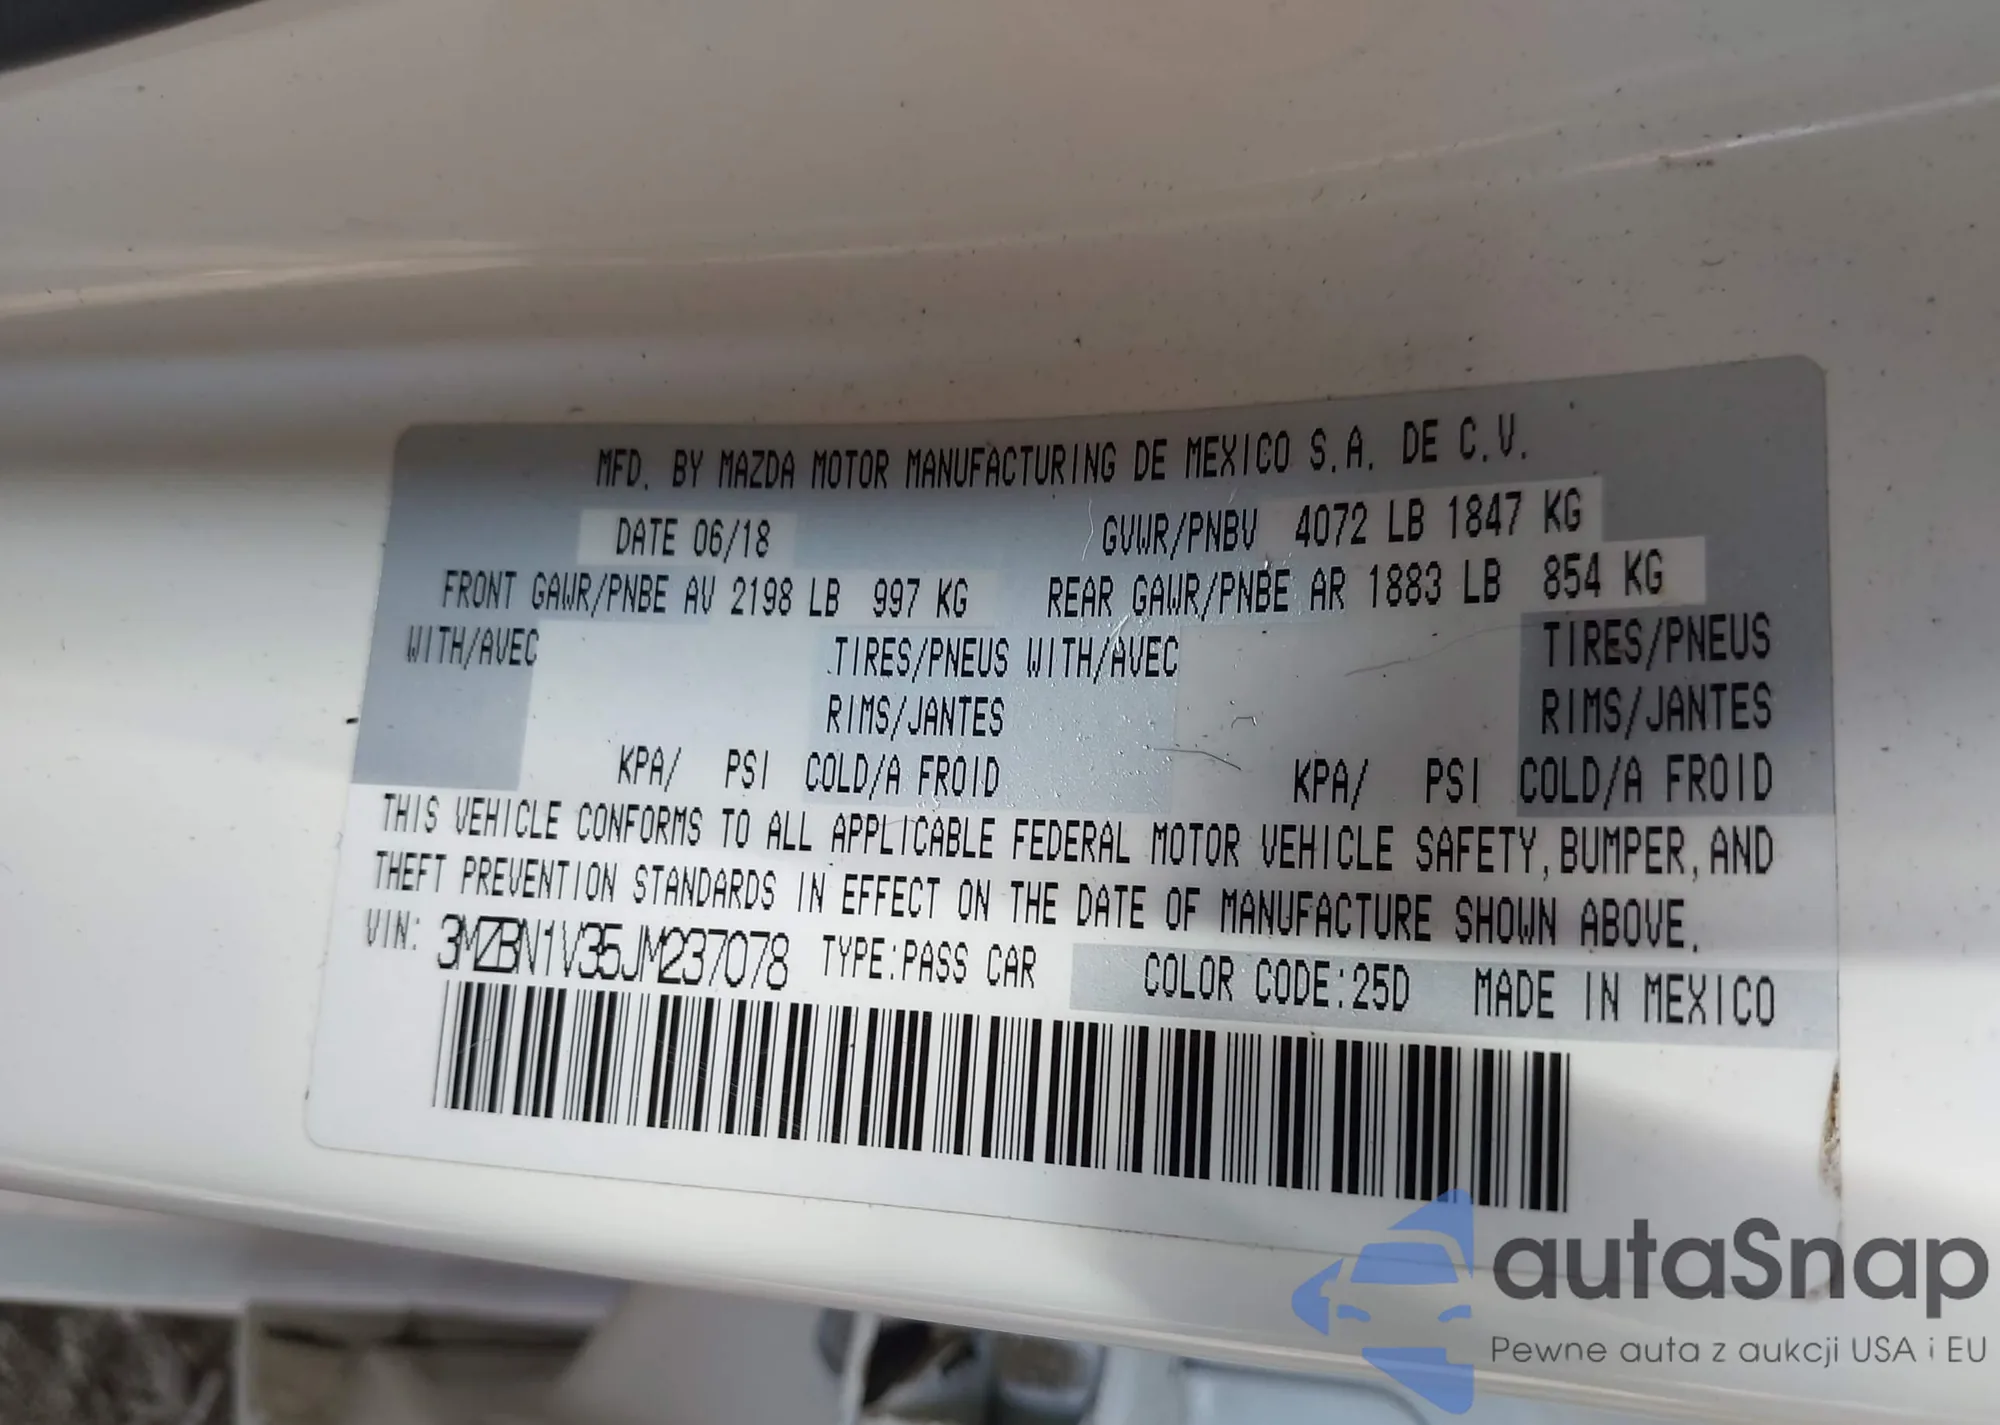 MFD. BY MAZDA MOTOR MANUFACTURING DE MEXICO S.A. DE C.V.
DATE 06/18 GVWR/PNBV 4072 LB 1847 KG
FRONT GAWR/PNBE AV 2198 LB 997 KG REAR GAWR/PNBE AR 1883 LB 854 KG
WITH/AVEC TIRES/PNEUS WITH/AVEC TIRES/PNEUS
RIMS/JANTES RIMS/JANTES
KPA/ PSI COLD/A FROID KPA/ PSI COLD/A FROID
THIS VEHICLE CONFORMS TO ALL APPLICABLE FEDERAL MOTOR VEHICLE SAFETY, BUMPER, AND
THEFT PREVENTION STANDARDS IN EFFECT ON THE DATE OF MANUFACTURE SHOWN ABOVE.
VIN: 3MZBN1V35JM237078 TYPE: PASS CAR COLOR CODE: 25D MADE IN MEXICO
autaSnap
Pewne auta z aukcji USA i EU